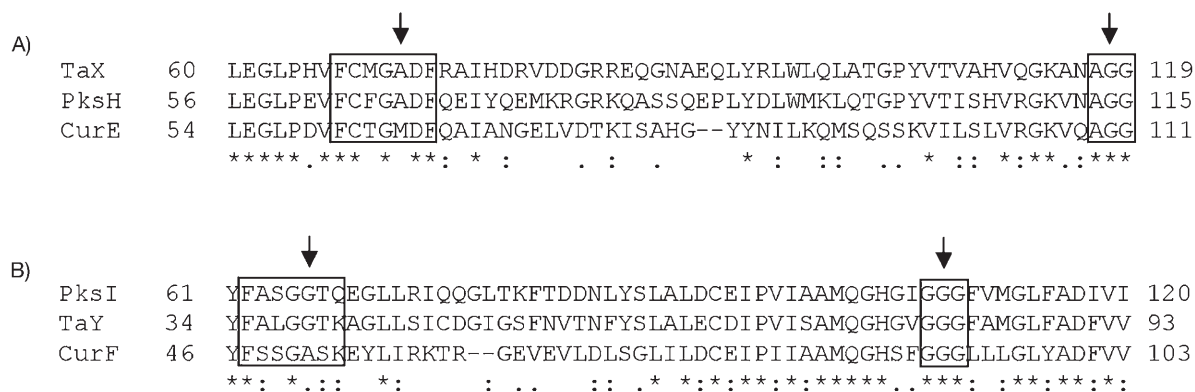 A)
TaX 60 LEGLPHVFCMGADFRAIHDRVDDGRREQGNAEQLYRLWLQLATGPYVTVAHVQGKANAGG 119
PksH 56 LEGLPEVFCFGADFQEIYQEMKRGRKQASSQEPLYDLWMKLQTGPYVTISHVRGKVNAGG 115
CurE 54 LEGLPDVFCTGMDFQAIANGELVDTKISAHG--YYNILKQMSQSSKVILSLVRGKVQAGG 111
*****.*** * **: * :    .    .     * :  ::  .. * :: *:**.:***
B)
PksI 61 YFASGGTQEGLLRIQQGLTKFTDDNLYSLALDCEIPVIAAMQGHGIGGGFVMGLFADIVI 120
TaY 34 YFALGGTKAGLLSICDGIGSFNVTNFYSLALECDIPVISAMQGHGVGGGFAMGLFADFVV 93
CurF 46 YFSSGASKEYLIRKTR--GEVEVLDLSGLILDCEIPIIAAMQGHSFGGGLLLGLYADFVV 103
**: *.::  *:      : ..   :: .* *:*:**:*:*****..***: :**:**:*: